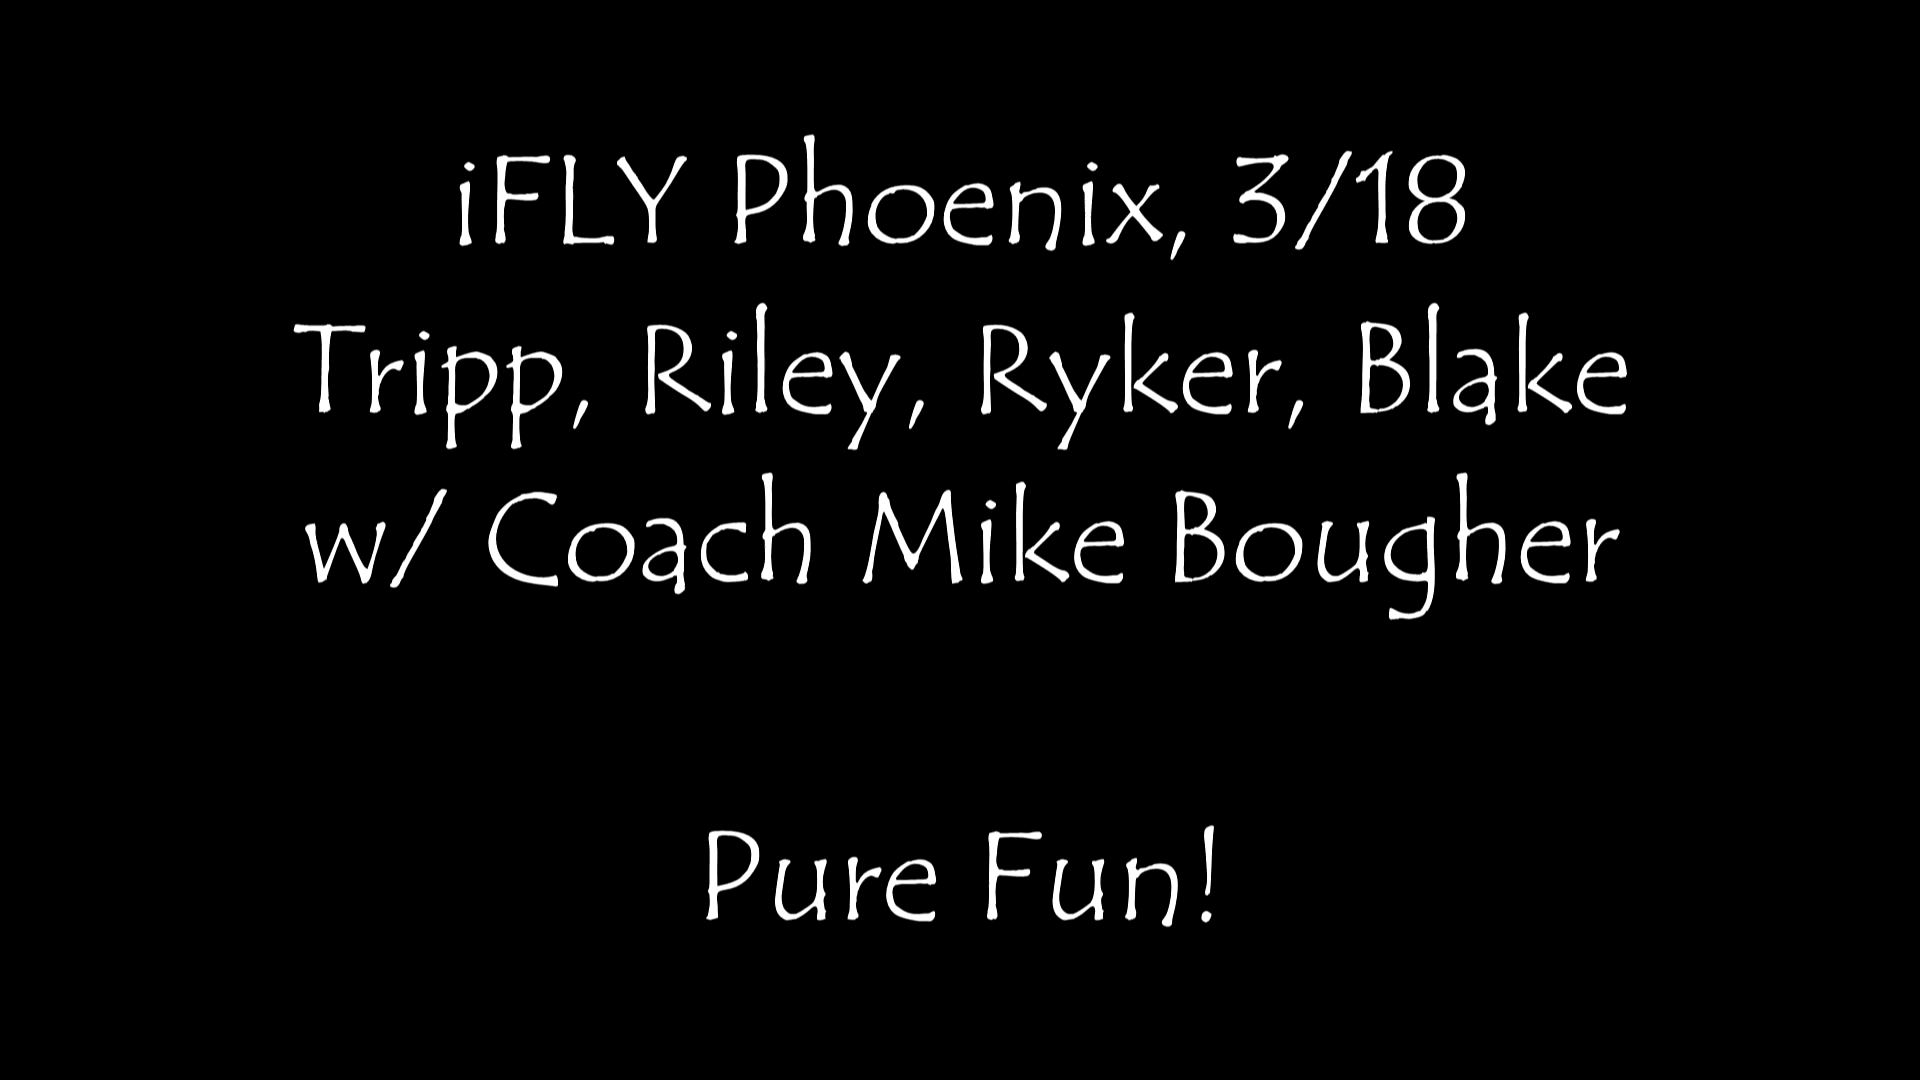 iFLY Phoenix, 3/18
Tripp, Riley, Ryker, Blake
w/ Coach Mike Bougher
Pure Fun!